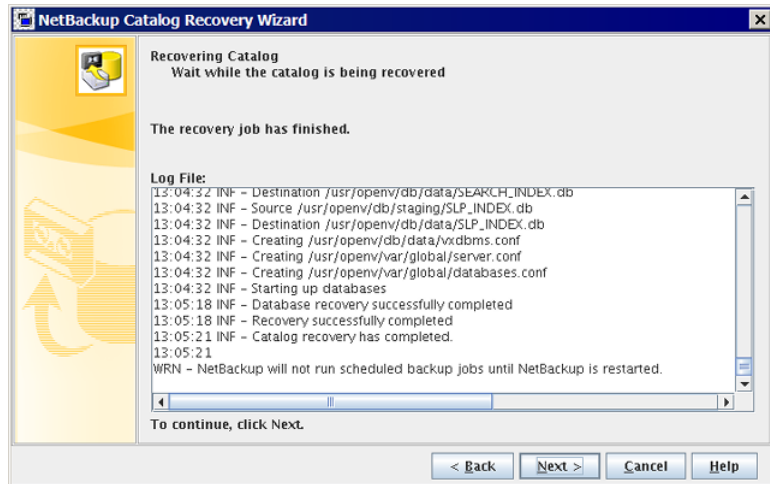 NetBackup Catalog Recovery Wizard
Recovering Catalog
Wait while the catalog is being recovered
The recovery job has finished.
Log File:
13:04:32 INF - Destination /usr/openv/db/data/SEARCH_INDEX.db
13:04:32 INF - Source /usr/openv/db/staging/SLP_INDEX.db
13:04:32 INF - Destination /usr/openv/db/data/SLP_INDEX.db
13:04:32 INF - Creating /usr/openv/db/data/vxdbms.conf
13:04:32 INF - Creating /usr/openv/var/global/server.conf
13:04:32 INF - Creating /usr/openv/var/global/databases.conf
13:04:32 INF - Starting up databases
13:05:18 INF - Database recovery successfully completed
13:05:18 INF - Recovery successfully completed
13:05:21 INF - Catalog recovery has completed.
13:05:21
WRN - NetBackup will not run scheduled backup jobs until NetBackup is restarted.
To continue, click Next.
< Back Next > Cancel Help